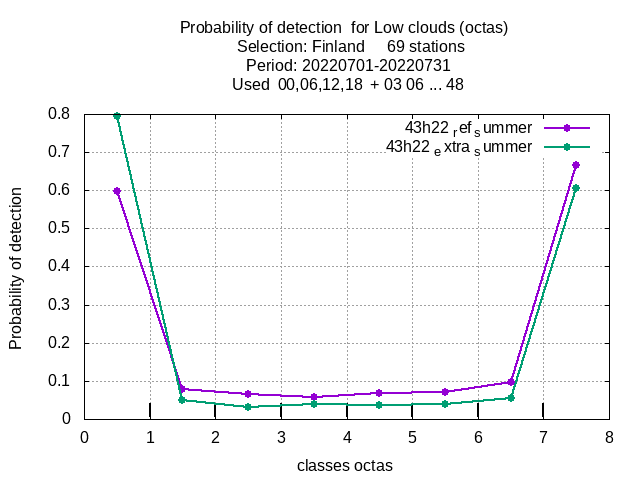 Probability of detection  for Low clouds (octas)
Selection: Finland     69 stations
Period: 20220701-20220731
Used  00,06,12,18  + 03 06 ... 48
43h22 ref summer
43h22 extra summer
Probability of detection
0.8
0.7
0.6
0.5
0.4
0.3
0.2
0.1
0
0 1 2 3 4 5 6 7 8
classes octas